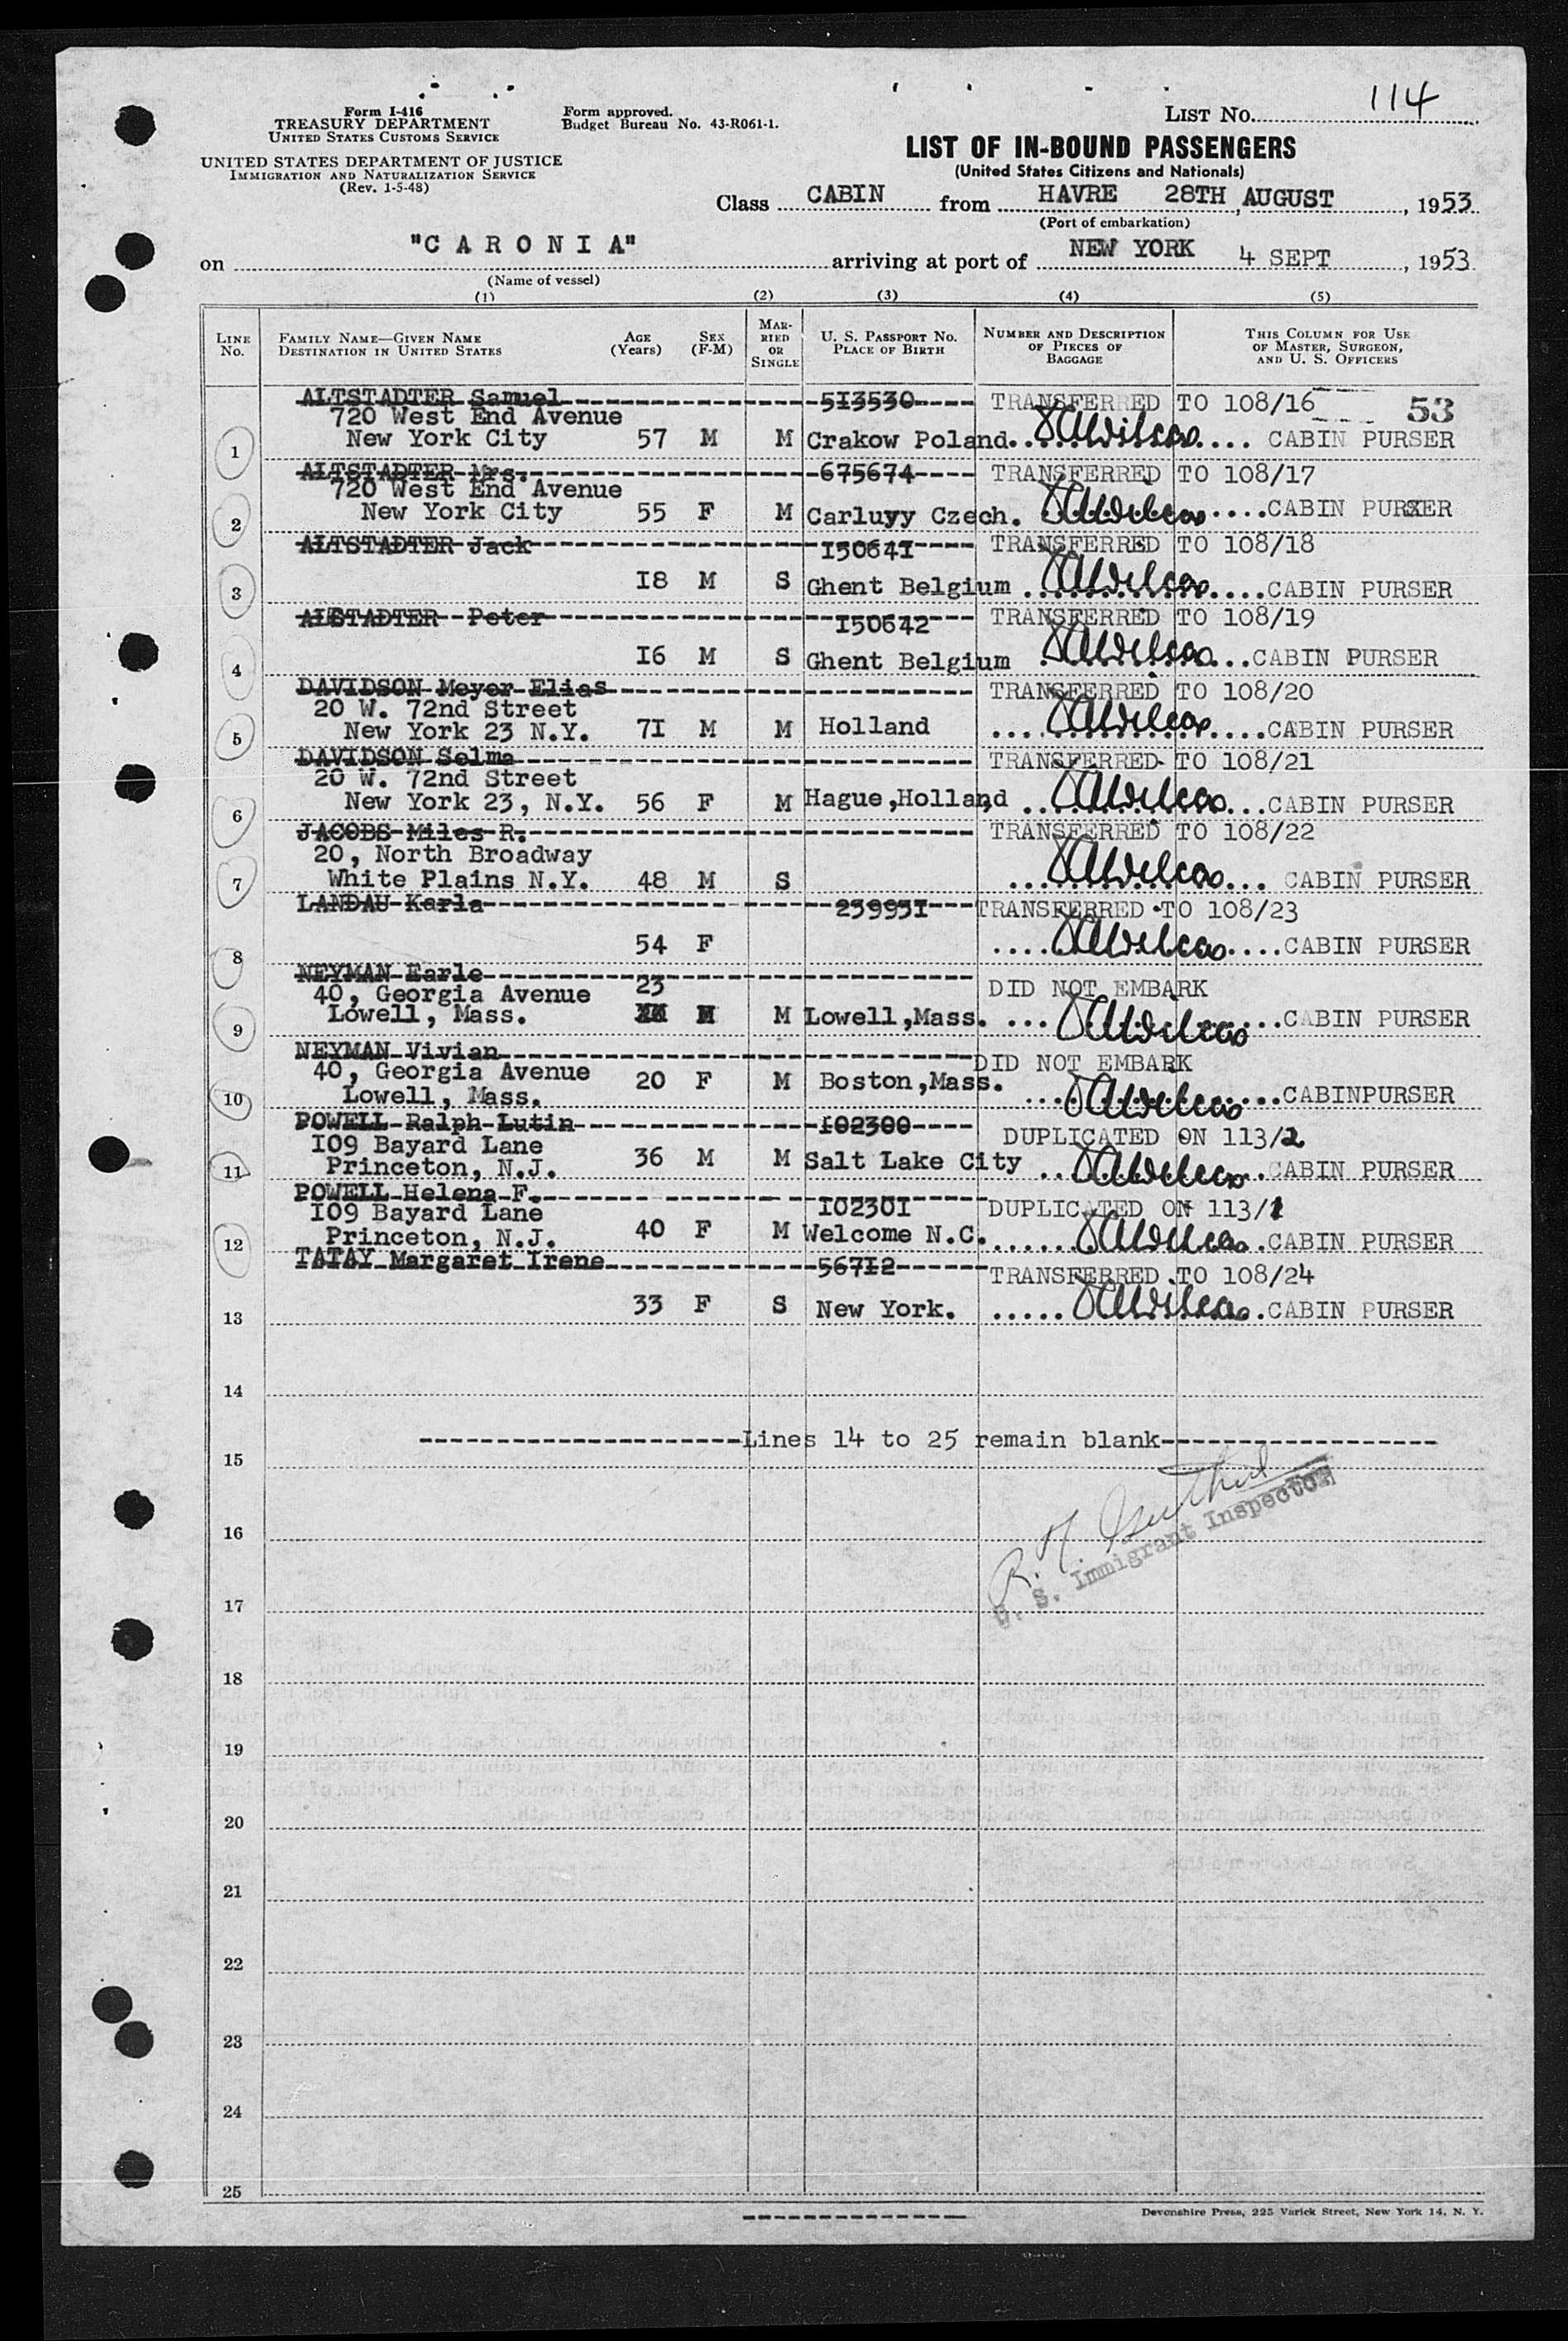 Form I-416
TREASURY DEPARTMENT
UNITED STATES CUSTOMS SERVICE
UNITED STATES DEPARTMENT OF JUSTICE
IMMIGRATION AND NATURALIZATION SERVICE
(Rev. 1-5-48)
Form approved.
Budget Bureau No. 43-R061-1.
LIST No. 114
LIST OF IN-BOUND PASSENGERS
(United States Citizens and Nationals)
Class CABIN from HAVRE 28TH, AUGUST, 1953
(Port of embarkation)
on "C A R O N I A" arriving at port of NEW YORK 4 SEPT, 1953
(Name of vessel)
(1) (2) (3) (4) (5)
LINE No.
FAMILY NAME—GIVEN NAME
DESTINATION IN UNITED STATES
AGE (Years)
SEX (F-M)
MARRIED OR SINGLE
U. S. PASSPORT NO.
PLACE OF BIRTH
NUMBER AND DESCRIPTION OF PIECES OF BAGGAGE
THIS COLUMN FOR USE OF MASTER, SURGEON, AND U. S. OFFICERS
ALTSTADTER Samuel 513530 TRANSFERRED TO 108/16 53
720 West End Avenue
1 New York City 57 M M Crakow Poland. CABIN PURSER
ALTSTADTER Mrs. 675674 TRANSFERRED TO 108/17
720 West End Avenue
2 New York City 55 F M Carluyy Czech. CABIN PURSER
ALTSTADTER Jack I5064I TRANSFERRED TO 108/18
3 I8 M S Ghent Belgium CABIN PURSER
ALSTADTER Peter I50642 TRANSFERRED TO 108/19
4 I6 M S Ghent Belgium CABIN PURSER
DAVIDSON Meyer Elias TRANSFERRED TO 108/20
20 W. 72nd Street
5 New York 23 N.Y. 7I M M Holland CABIN PURSER
DAVIDSON Selma TRANSFERRED TO 108/21
20 W. 72nd Street
6 New York 23, N.Y. 56 F M Hague,Holland, CABIN PURSER
JACOBS Miles R. TRANSFERRED TO 108/22
20, North Broadway
7 White Plains N.Y. 48 M S CABIN PURSER
LANDAU Karla 23993I TRANSFERRED TO 108/23
8 54 F CABIN PURSER
NEYMAN Earle 23 DID NOT EMBARK
40, Georgia Avenue
9 Lowell, Mass. M M Lowell,Mass. CABIN PURSER
NEYMAN Vivian DID NOT EMBARK
40, Georgia Avenue 20 F M Boston,Mass.
10 Lowell, Mass. CABINPURSER
POWELL Ralph Lutin I02300 DUPLICATED ON 113/2
I09 Bayard Lane
11 Princeton, N.J. 36 M M Salt Lake City CABIN PURSER
POWELL Helena F. I0230I DUPLICATED ON 113/1
I09 Bayard Lane
12 Princeton, N.J. 40 F M Welcome N.C. CABIN PURSER
TATAY Margaret Irene 567I2 TRANSFERRED TO 108/24
13 33 F S New York. CABIN PURSER
14
Lines 14 to 25 remain blank
15
16
U. S. Immigrant Inspector
17
18
19
20
21
22
23
24
25
Devonshire Press, 225 Varick Street, New York 14, N. Y.